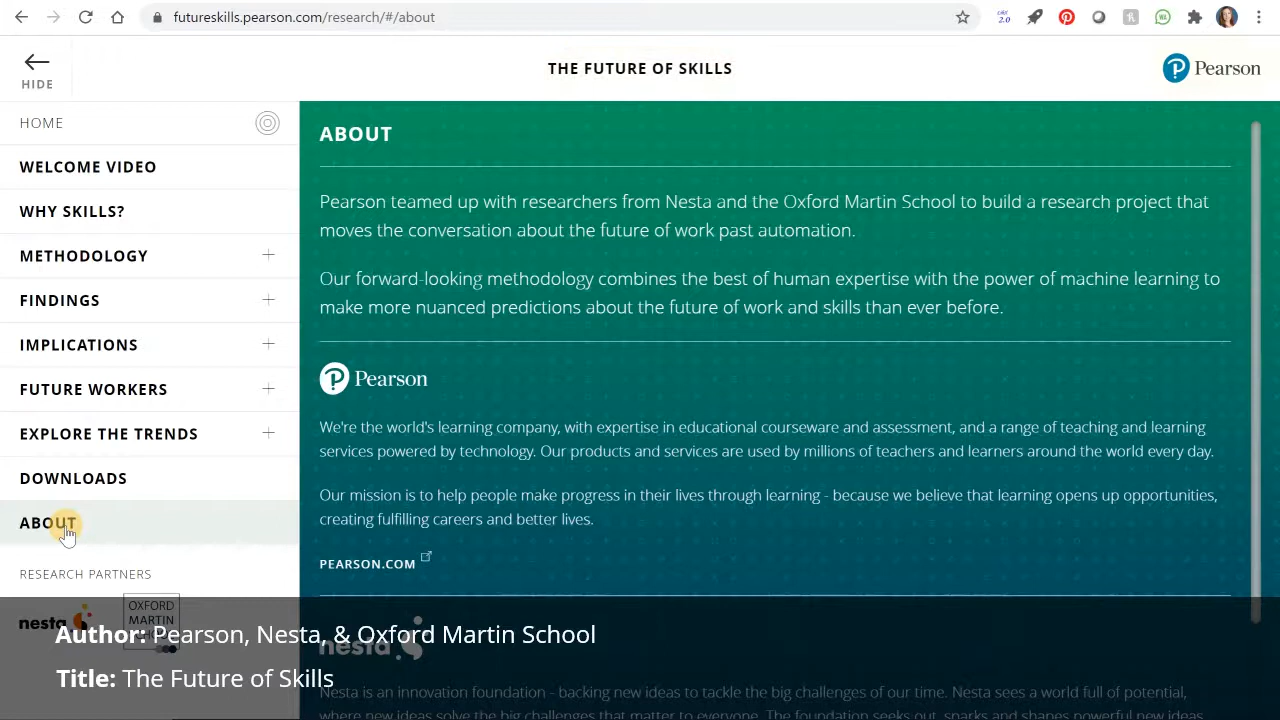 futureskills.pearson.com/research/#/about
HIDE
THE FUTURE OF SKILLS
Pearson
HOME
WELCOME VIDEO
WHY SKILLS?
METHODOLOGY
FINDINGS
IMPLICATIONS
FUTURE WORKERS
EXPLORE THE TRENDS
DOWNLOADS
ABOUT
RESEARCH PARTNERS
nesta
OXFORD
MARTIN
ABOUT
Pearson teamed up with researchers from Nesta and the Oxford Martin School to build a research project that
moves the conversation about the future of work past automation.
Our forward-looking methodology combines the best of human expertise with the power of machine learning to
make more nuanced predictions about the future of work and skills than ever before.
Pearson
We're the world's learning company, with expertise in educational courseware and assessment, and a range of teaching and learning
services powered by technology. Our products and services are used by millions of teachers and learners around the world every day.
Our mission is to help people make progress in their lives through learning - because we believe that learning opens up opportunities,
creating fulfilling careers and better lives.
PEARSON.COM
nesta
Nesta is an innovation foundation - backing new ideas to tackle the big challenges of our time. Nesta sees a world full of potential,
where new ideas solve the big challenges that matter to everyone. The foundation seeks out, sparks and shapes powerful new ideas,
Author: Pearson, Nesta, & Oxford Martin School
Title: The Future of Skills